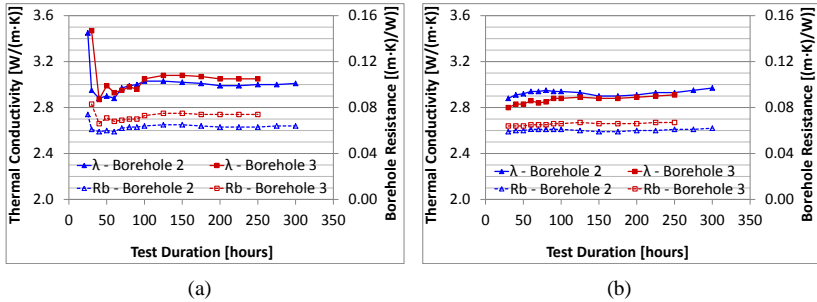 Thermal Conductivity [W/(m·K)]
3.6
3.2
2.8
2.4
2.0
0.16
0.12
0.08
0.04
0.00
Borehole Resistance [(m·K)/W)]
λ - Borehole 2
λ - Borehole 3
Rb - Borehole 2
Rb - Borehole 3
0 50 100 150 200 250 300 350
Test Duration [hours]
(a)
Thermal Conductivity [W/(m·K)]
3.6
3.2
2.8
2.4
2.0
0.16
0.12
0.08
0.04
0.00
Borehole Resistance [(m·K)/W)]
λ - Borehole 2
λ - Borehole 3
Rb - Borehole 2
Rb - Borehole 3
0 50 100 150 200 250 300 350
Test Duration [hours]
(b)